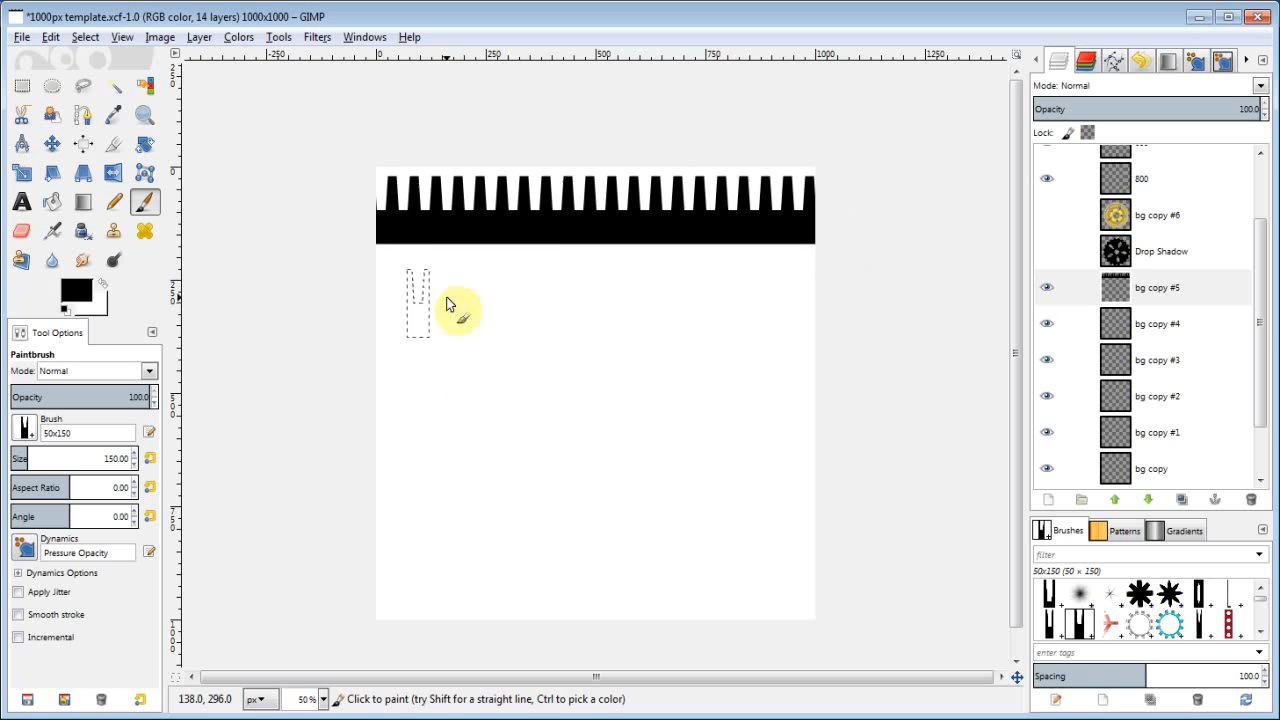 *1000px template.xcf-1.0 (RGB color, 14 layers) 1000x1000 – GIMP
File Edit Select View Image Layer Colors Tools Filters Windows Help
-250 0 250 500 750 1000 1250
Mode: Normal
Opacity 100.0
Lock:
800
bg copy #6
Drop Shadow
bg copy #5
bg copy #4
bg copy #3
bg copy #2
bg copy #1
bg copy
Tool Options
Paintbrush
Mode: Normal
Opacity 100.0
Brush
50x150
Size 150.00
Aspect Ratio 0.00
Angle 0.00
Dynamics
Pressure Opacity
Dynamics Options
Apply Jitter
Smooth stroke
Incremental
Brushes Patterns Gradients
filter
50x150 (50 × 150)
enter tags
Spacing 100.0
138.0, 296.0 px 50% Click to paint (try Shift for a straight line, Ctrl to pick a color)